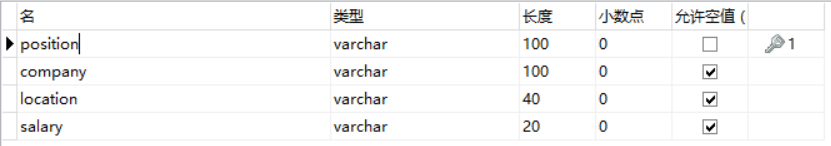 名 类型 长度 小数点 允许空值 (
position varchar 100 0 1
company varchar 100 0
location varchar 40 0
salary varchar 20 0